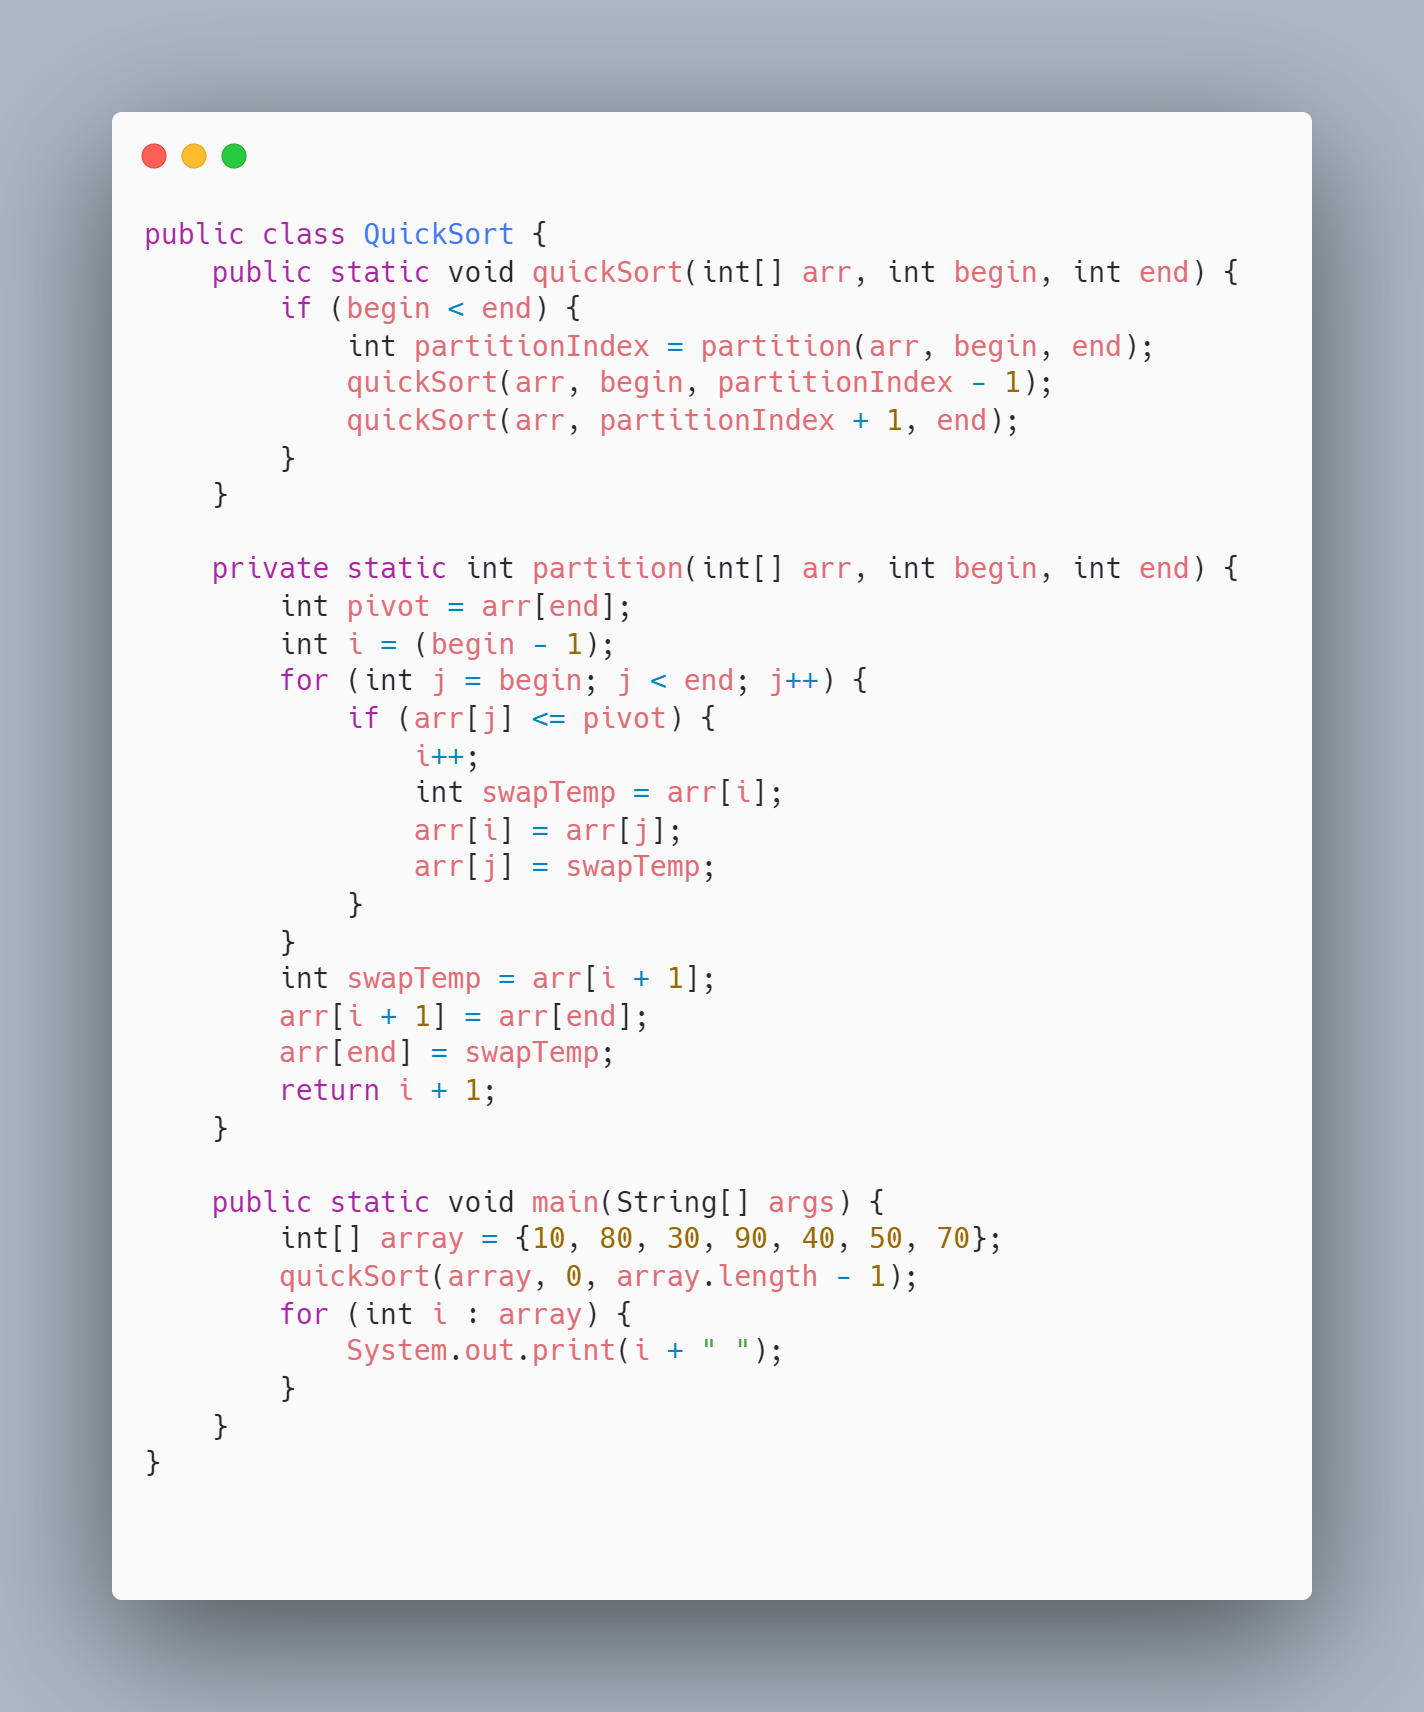 public class QuickSort {
    public static void quickSort(int[] arr, int begin, int end) {
        if (begin < end) {
            int partitionIndex = partition(arr, begin, end);
            quickSort(arr, begin, partitionIndex - 1);
            quickSort(arr, partitionIndex + 1, end);
        }
    }

    private static int partition(int[] arr, int begin, int end) {
        int pivot = arr[end];
        int i = (begin - 1);
        for (int j = begin; j < end; j++) {
            if (arr[j] <= pivot) {
                i++;
                int swapTemp = arr[i];
                arr[i] = arr[j];
                arr[j] = swapTemp;
            }
        }
        int swapTemp = arr[i + 1];
        arr[i + 1] = arr[end];
        arr[end] = swapTemp;
        return i + 1;
    }

    public static void main(String[] args) {
        int[] array = {10, 80, 30, 90, 40, 50, 70};
        quickSort(array, 0, array.length - 1);
        for (int i : array) {
            System.out.print(i + " ");
        }
    }
}